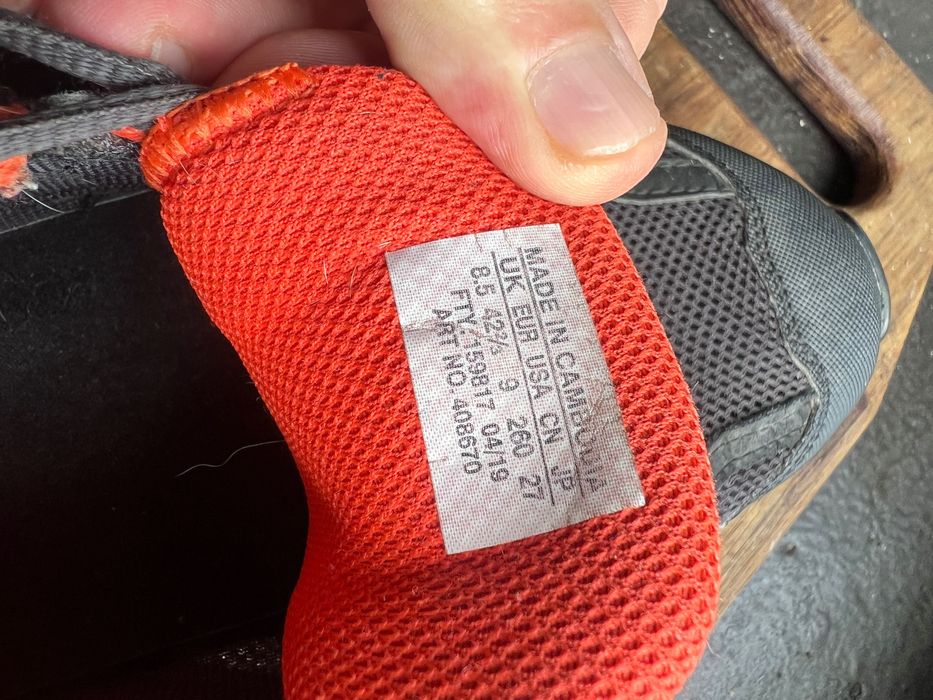 MADE IN CAMBODIA
UK EUR USA CN JP
8.5 42⅔ 9 260 27
FTY. 159817 04/19
ART NO 408670